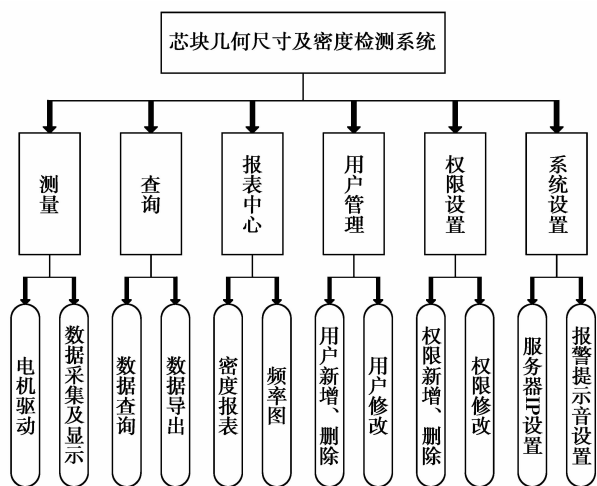 芯块几何尺寸及密度检测系统
测量
查询
报表中心
用户管理
权限设置
系统设置
电机驱动
数据采集及显示
数据查询
数据导出
密度报表
频率图
用户新增、删除
用户修改
权限新增、删除
权限修改
服务器IP设置
报警提示音设置